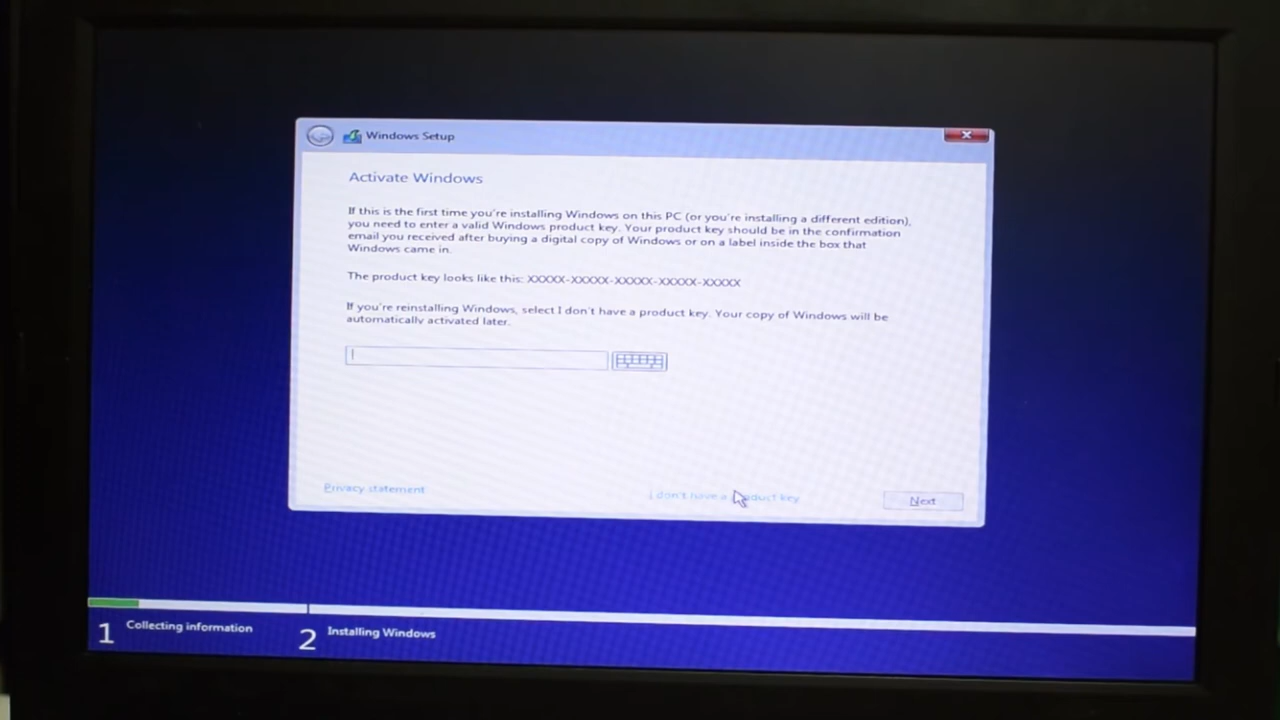 Windows Setup
Activate Windows
If this is the first time you're installing Windows on this PC (or you're installing a different edition),
you need to enter a valid Windows product key. Your product key should be in the confirmation
email you received after buying a digital copy of Windows or on a label inside the box that
Windows came in.
The product key looks like this: XXXXX-XXXXX-XXXXX-XXXXX-XXXXX
If you're reinstalling Windows, select I don't have a product key. Your copy of Windows will be
automatically activated later.
Privacy statement
I don't have a product key
Next
1 Collecting information
2 Installing Windows